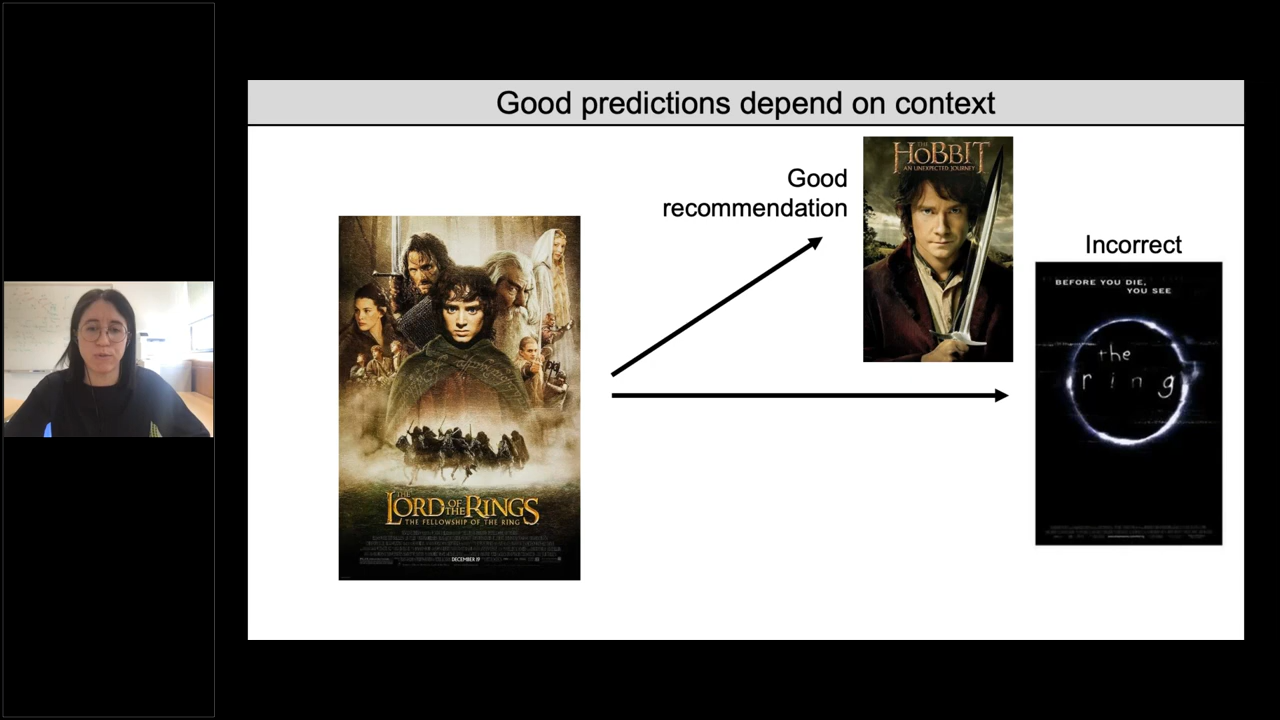 Good predictions depend on context
Good
recommendation
THE
HOBBIT
AN UNEXPECTED JOURNEY
Incorrect
BEFORE YOU DIE,
YOU SEE
the
ring
THE
LORD OF THE RINGS
THE FELLOWSHIP OF THE RING
DECEMBER 19